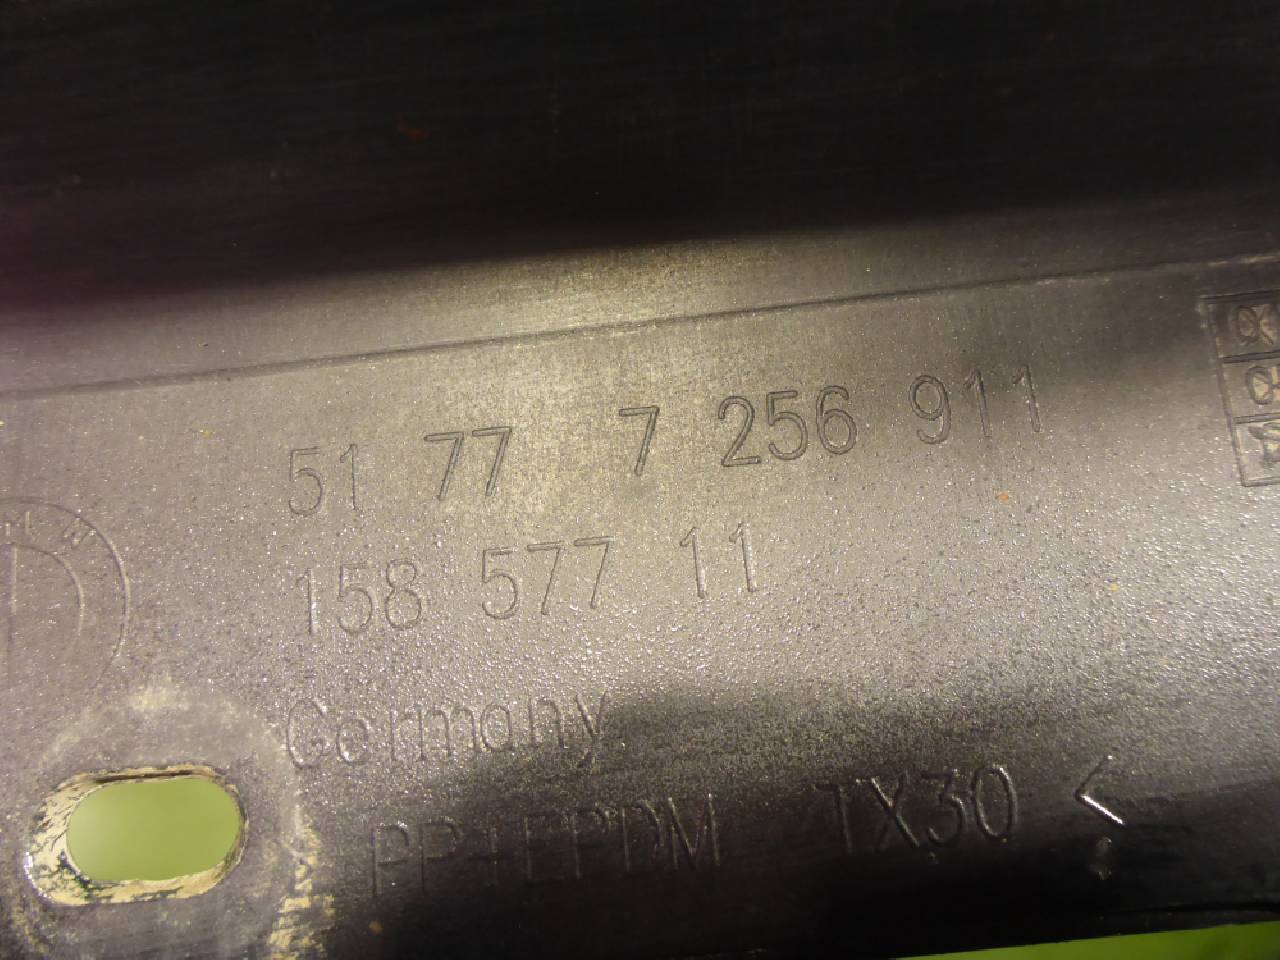 51 77 7 256 911
158 577 11
Germany
PP+EPDM TX30 <